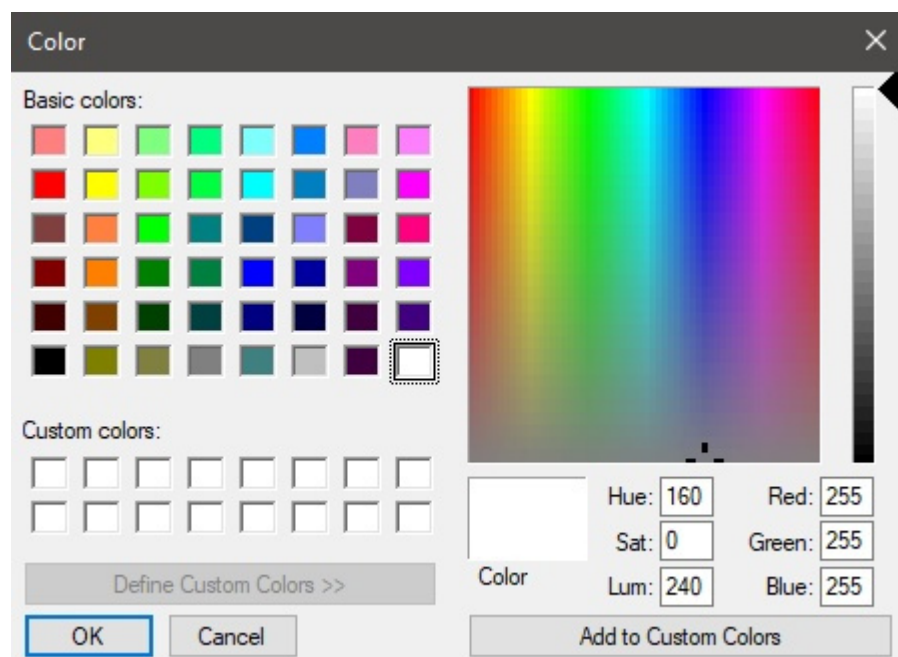 Color
Basic colors:
Custom colors:
Define Custom Colors >>
OK Cancel
Color
Hue: 160 Red: 255
Sat: 0 Green: 255
Lum: 240 Blue: 255
Add to Custom Colors